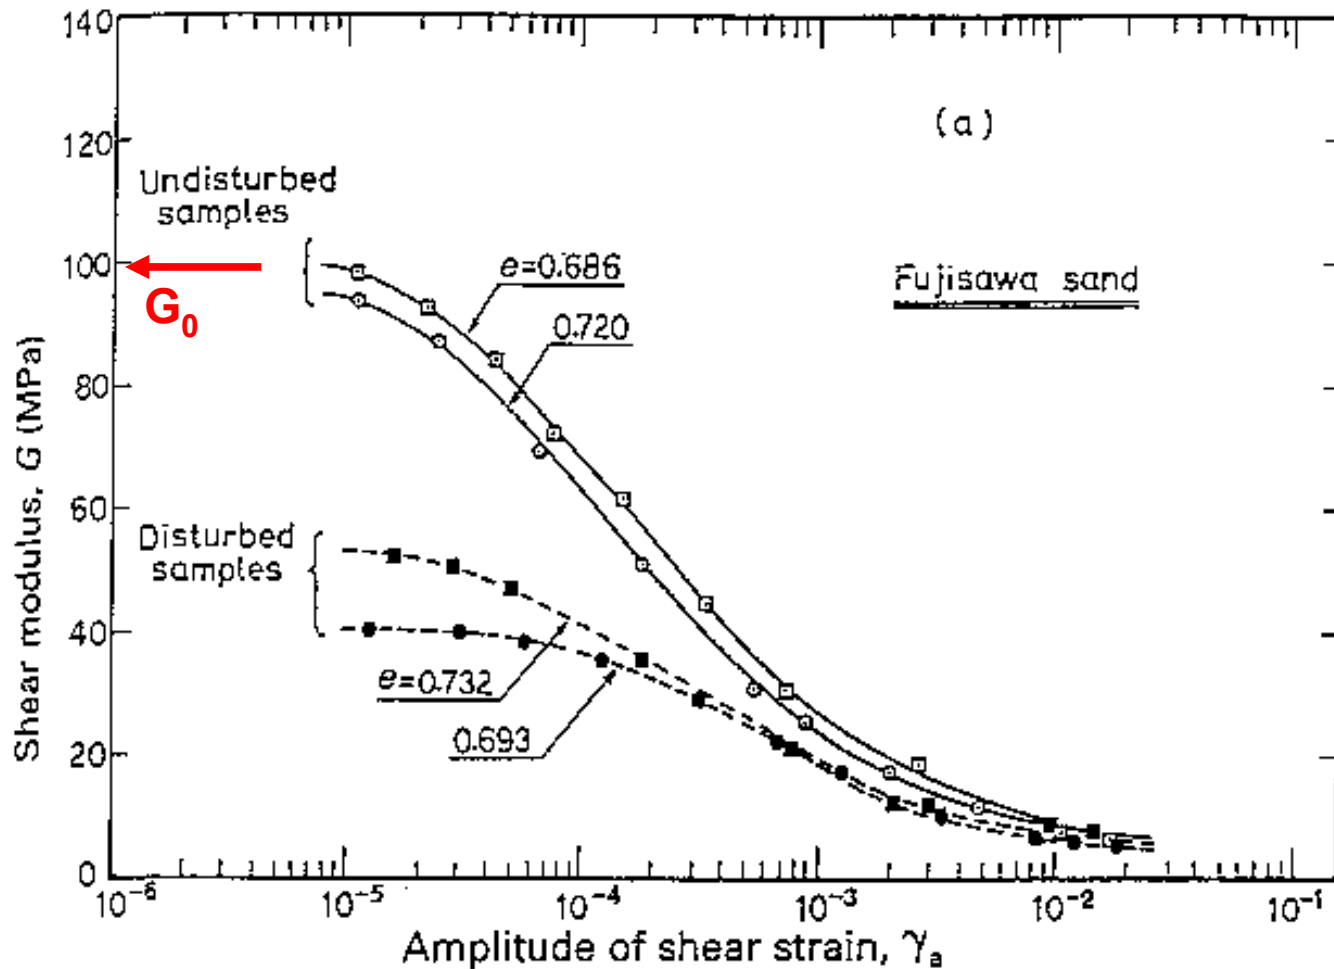 140
120
100
80
60
40
20
0
Shear modulus, G (MPa)
(a)
Undisturbed
samples
G₀
e=0.686
0.720
Fujisawa sand
Disturbed
samples
e=0.732
0.693
10⁻⁶
10⁻⁵
10⁻⁴
10⁻³
10⁻²
10⁻¹
Amplitude of shear strain, γₐ